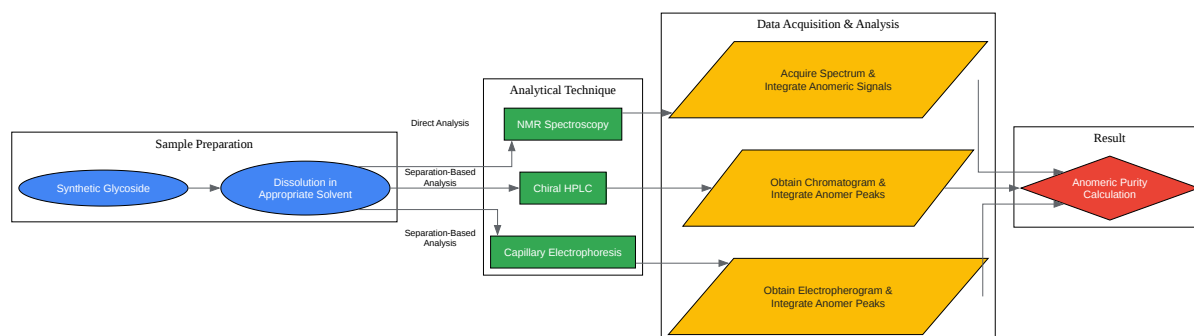 Sample Preparation
Synthetic Glycoside
Dissolution in
Appropriate Solvent
Direct Analysis
Separation-Based
Analysis
Separation-Based
Analysis
Analytical Technique
NMR Spectroscopy
Chiral HPLC
Capillary Electrophoresis
Data Acquisition & Analysis
Acquire Spectrum &
Integrate Anomeric Signals
Obtain Chromatogram &
Integrate Anomer Peaks
Obtain Electropherogram &
Integrate Anomer Peaks
Result
Anomeric Purity
Calculation